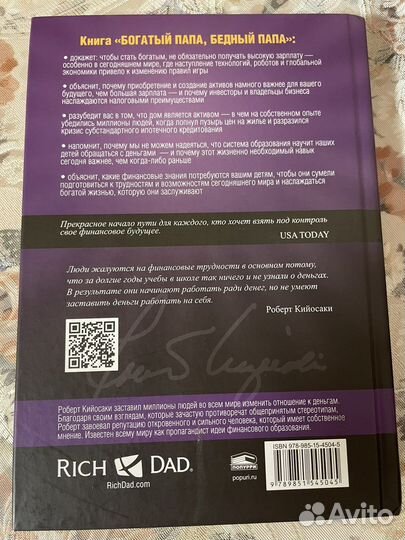 Книга «БОГАТЫЙ ПАПА, БЕДНЫЙ ПАПА»:
• докажет: чтобы стать богатым, не обязательно получать высокую зарплату —
особенно в сегодняшнем мире, где наступление технологий, роботов и глобальной
экономики привело к изменению правил игры
• объяснит, почему приобретение и создание активов намного важнее для вашего
будущего, чем большая зарплата — и почему инвесторы и владельцы бизнеса
наслаждаются налоговыми преимуществами
• разубедит вас в том, что дом является активом — в чем на собственном опыте
убедились миллионы людей, когда лопнул пузырь цен на жилье и разразился
кризис субстандартного ипотечного кредитования
• напомнит, почему мы не можем надеяться, что система образования научит наших
детей обращаться с деньгами — и почему этот жизненно необходимый навык
сегодня важнее, чем когда-либо ранее
• объяснит, какие финансовые знания потребуются вашим детям, чтобы они сумели
подготовиться к трудностям и возможностям сегодняшнего мира и наслаждаться
богатой жизнью, которую они заслуживают
Прекрасное начало пути для каждого, кто хочет взять под контроль
свое финансовое будущее.
USA TODAY
Люди жалуются на финансовые трудности в основном потому,
что за долгие годы учебы в школе так ничего и не узнали о деньгах.
В результате они начинают работать ради денег, но не умеют
заставить деньги работать на себя.
Роберт Кийосаки
Роберт Кийосаки заставил миллионы людей во всем мире изменить отношение к деньгам.
Благодаря своим взглядам, которые зачастую противоречат общепринятым стереотипам,
Роберт завоевал репутацию откровенного и сильного человека, который имеет собственное
мнение. Известен всему миру как пропагандист идеи финансового образования.
RICH DAD®
RichDad.com
ПОПУРРИ
popuri.ru
ISBN 978-985-15-4504-5
9 789851 545045
Avito